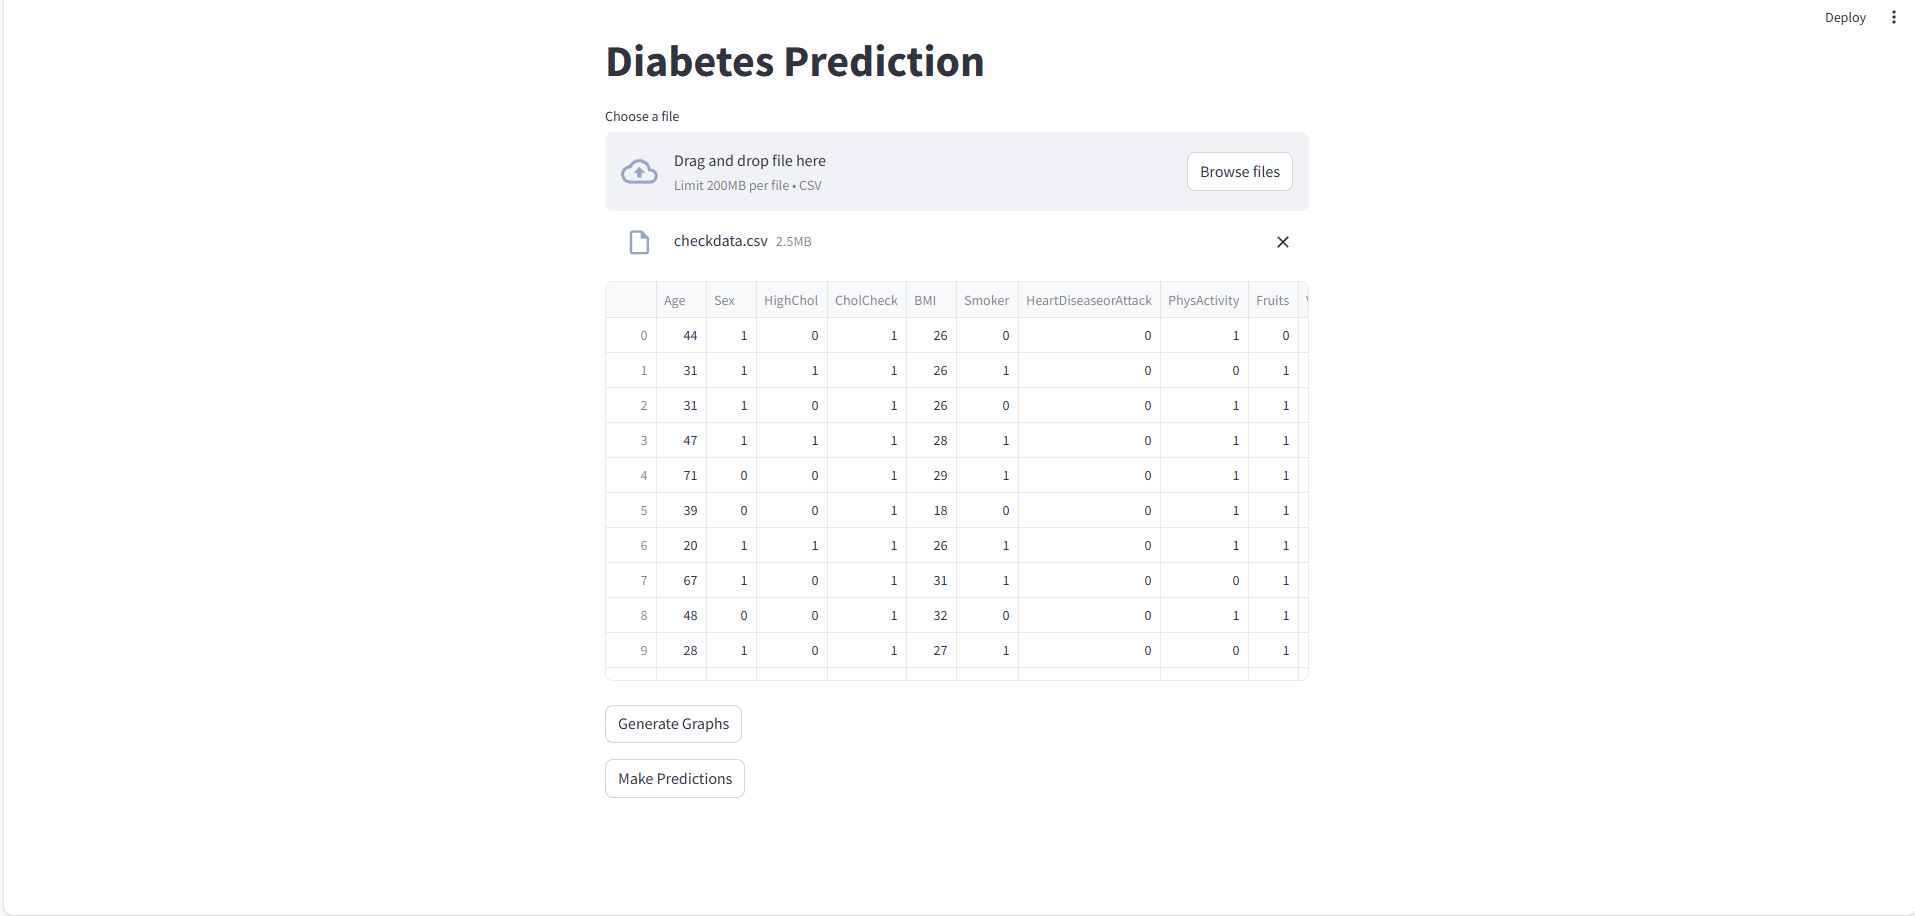 Deploy
Diabetes Prediction
Choose a file
Drag and drop file here
Limit 200MB per file • CSV
Browse files
checkdata.csv 2.5MB
Age Sex HighChol CholCheck BMI Smoker HeartDiseaseorAttack PhysActivity Fruits
0 44 1 0 1 26 0 0 1 0
1 31 1 1 1 26 1 0 0 1
2 31 1 0 1 26 0 0 1 1
3 47 1 1 1 28 1 0 1 1
4 71 0 0 1 29 1 0 1 1
5 39 0 0 1 18 0 0 1 1
6 20 1 1 1 26 1 0 1 1
7 67 1 0 1 31 1 0 0 1
8 48 0 0 1 32 0 0 1 1
9 28 1 0 1 27 1 0 0 1
Generate Graphs
Make Predictions